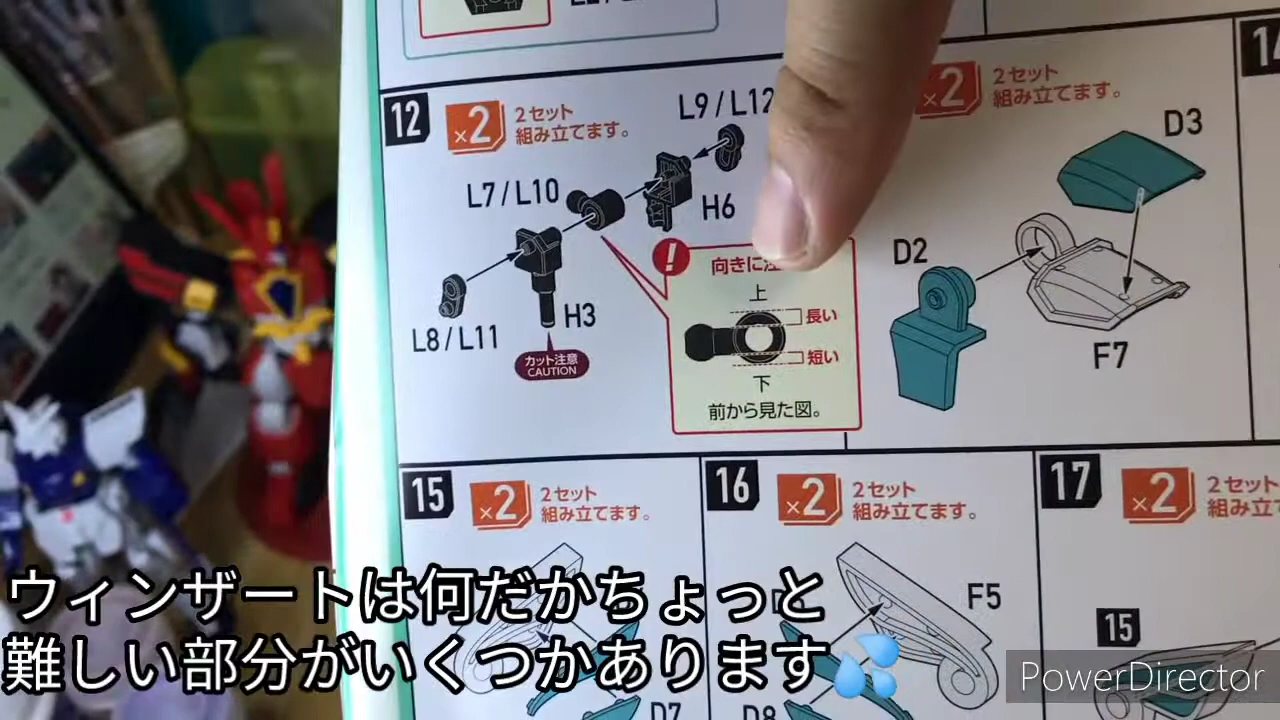 12
×2
2セット
組み立てます。
L9/L12
L7/L10
H6
L8/L11
H3
カット注意
CAUTION
!
向きに注
上
長い
短い
下
前から見た図。
×2
2セット
組み立てます。
D3
D2
F7
15
×2
2セット
組み立てます。
16
×2
2セット
組み立てます。
F5
17
×2
2セット
組み立て
15
D7
D8
ウィンザートは何だかちょっと
難しい部分がいくつかあります💦
PowerDirector